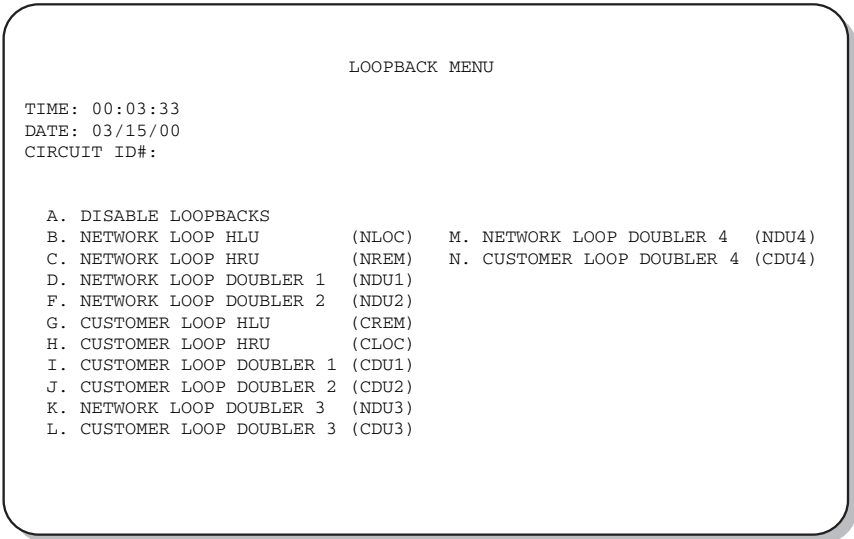 LOOPBACK MENU
TIME: 00:03:33
DATE: 03/15/00
CIRCUIT ID#:
A. DISABLE LOOPBACKS
B. NETWORK LOOP HLU (NLOC) M. NETWORK LOOP DOUBLER 4 (NDU4)
C. NETWORK LOOP HRU (NREM) N. CUSTOMER LOOP DOUBLER 4 (CDU4)
D. NETWORK LOOP DOUBLER 1 (NDU1)
F. NETWORK LOOP DOUBLER 2 (NDU2)
G. CUSTOMER LOOP HLU (CREM)
H. CUSTOMER LOOP HRU (CLOC)
I. CUSTOMER LOOP DOUBLER 1 (CDU1)
J. CUSTOMER LOOP DOUBLER 2 (CDU2)
K. NETWORK LOOP DOUBLER 3 (NDU3)
L. CUSTOMER LOOP DOUBLER 3 (CDU3)